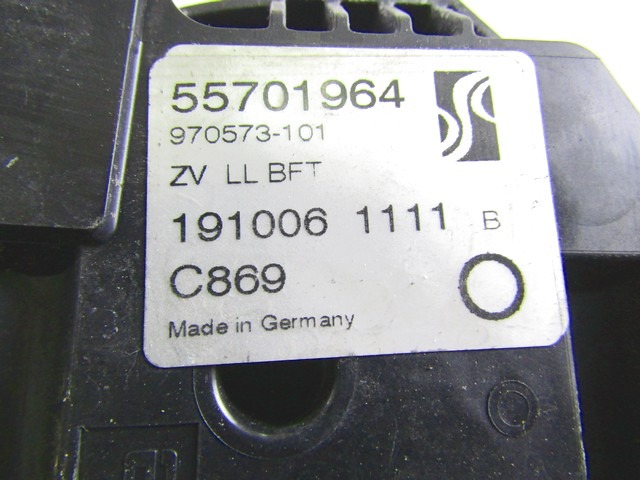 55701964
970573-101
ZV LL BFT
191006 1111 B
C869
Made in Germany